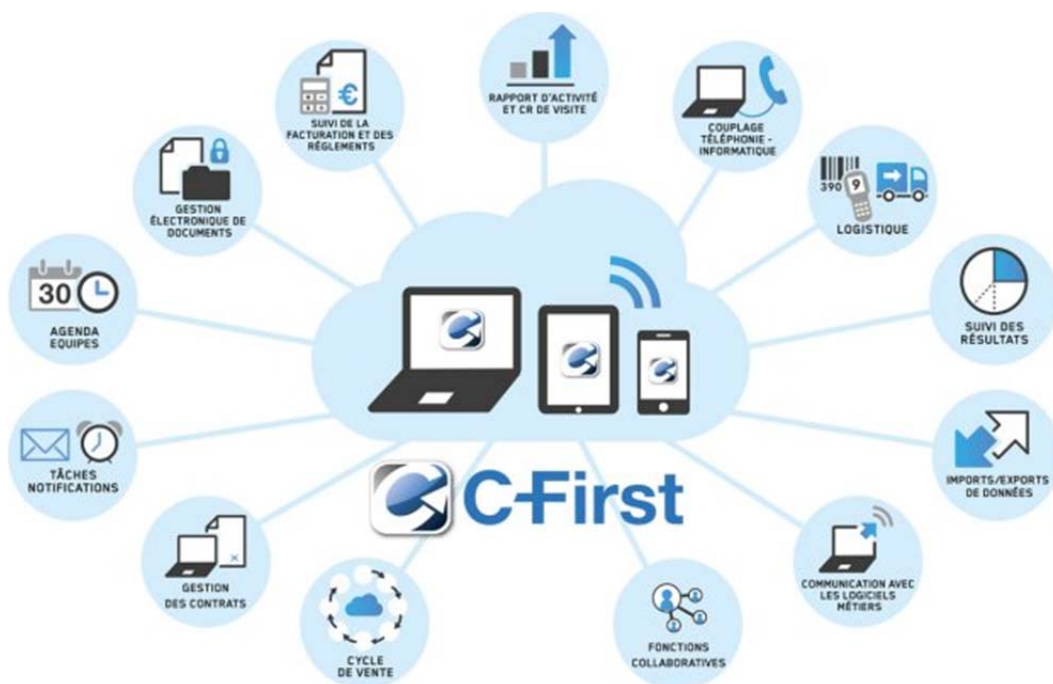 RAPPORT D'ACTIVITÉ
ET CR DE VISITE
€
SUIVI DE LA
FACTURATION ET DES
RÉGLEMENTS
COUPLAGE
TÉLÉPHONIE -
INFORMATIQUE
GESTION
ÉLECTRONIQUE DE
DOCUMENTS
390
9
LOGISTIQUE
30
AGENDA
EQUIPES
SUIVI DES
RÉSULTATS
TÂCHES
NOTIFICATIONS
IMPORTS/EXPORTS
DE DONNÉES
C-First
GESTION
DES CONTRATS
COMMUNICATION AVEC
LES LOGICIELS
MÉTIERS
CYCLE
DE VENTE
FONCTIONS
COLLABORATIVES